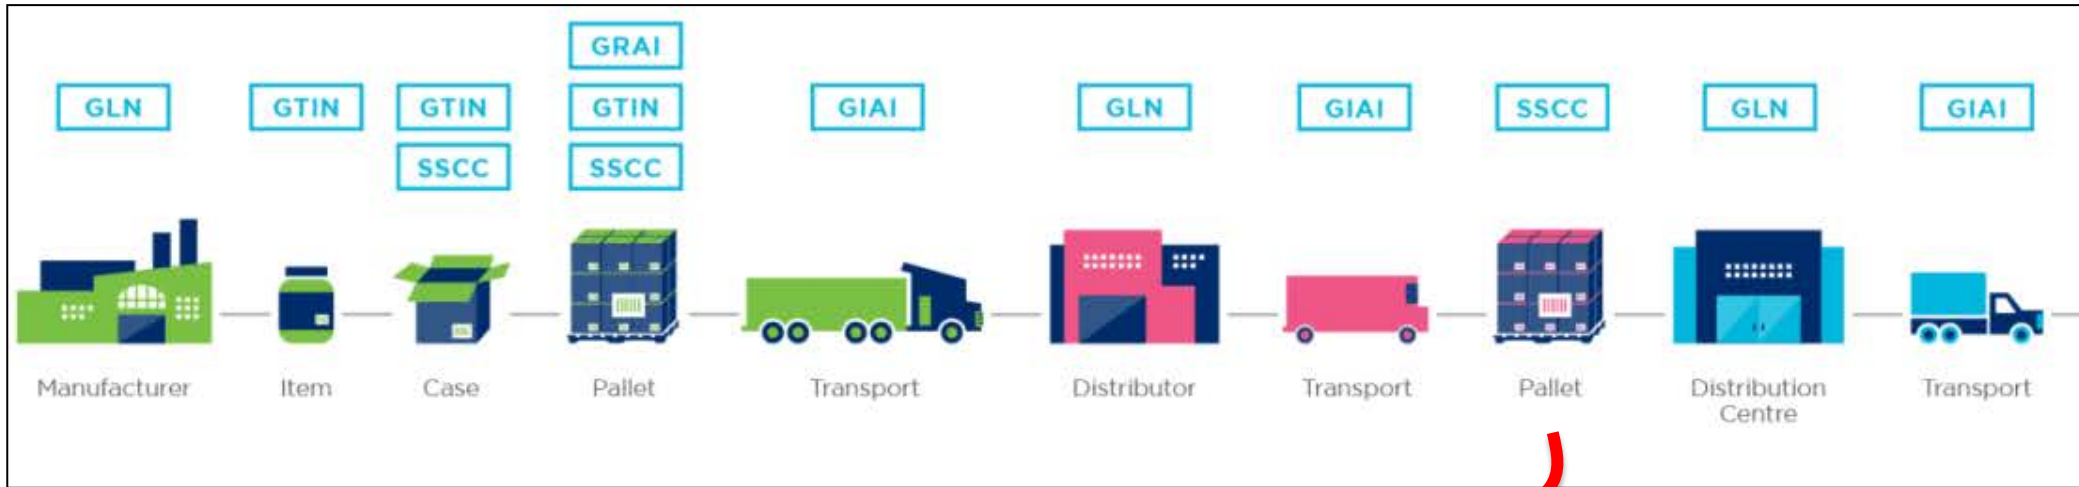 GRAI
GLN GTIN GTIN GTIN GIAI GLN GIAI SSCC GLN GIAI
SSCC SSCC
Manufacturer Item Case Pallet Transport Distributor Transport Pallet Distribution Transport
Centre